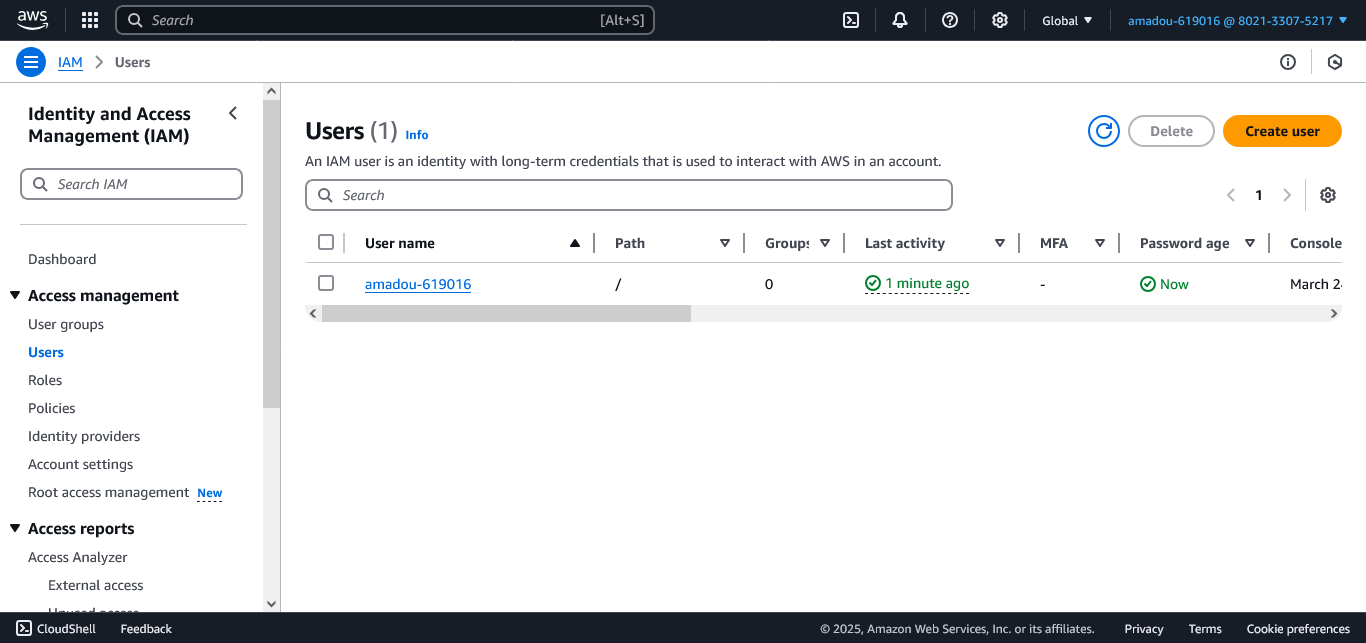 aws
Search [Alt+S]
Global
amadou-619016 @ 8021-3307-5217
IAM
Users
Identity and Access
Management (IAM)
Search IAM
Dashboard
Access management
User groups
Users
Roles
Policies
Identity providers
Account settings
Root access management New
Access reports
Access Analyzer
External access
Users (1) Info
Delete
Create user
An IAM user is an identity with long-term credentials that is used to interact with AWS in an account.
Search
1
User name Path Groups Last activity MFA Password age Console
amadou-619016 / 0 1 minute ago - Now March 2
CloudShell Feedback
© 2025, Amazon Web Services, Inc. or its affiliates. Privacy Terms Cookie preferences